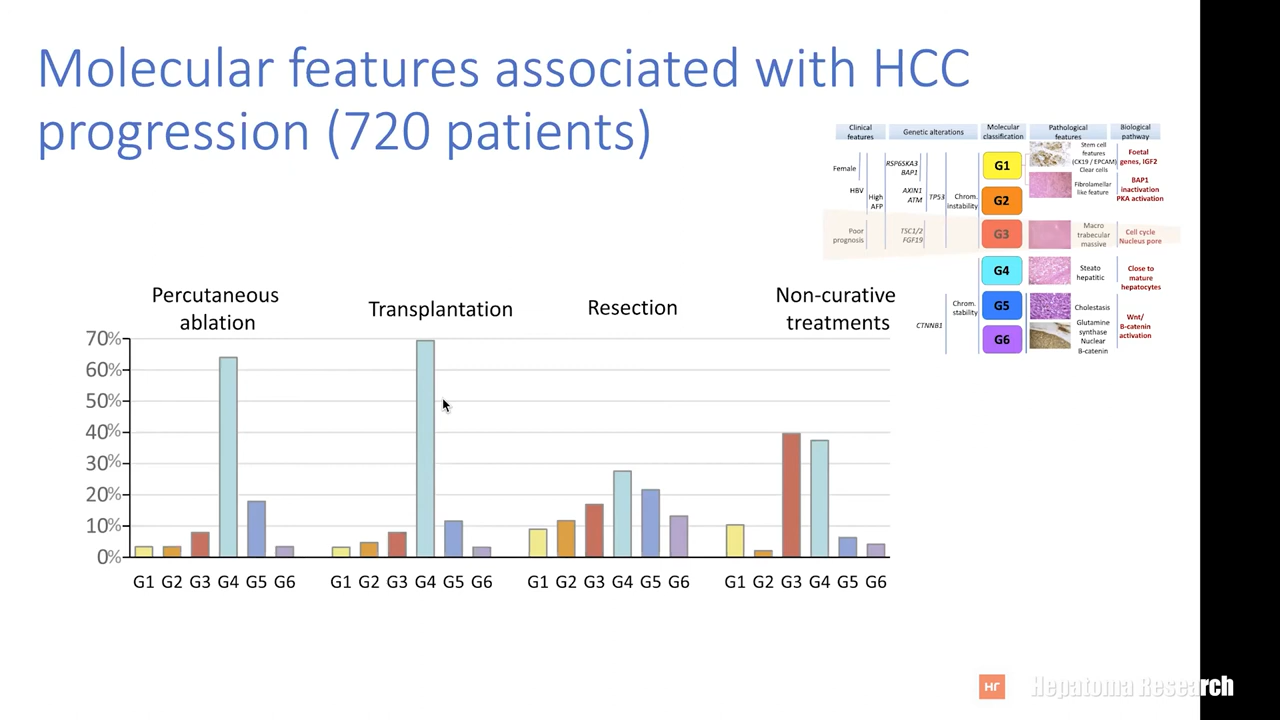 Molecular features associated with HCC
progression (720 patients)
Clinical
features
Genetic alterations
Molecular
classification
Pathological
features
Biological
pathway
Female
HBV
High
AFP
Poor
prognosis
RSP6SKA3
BAP1
AXIN1
ATM
TP53
Chrom.
instability
TSC1/2
FGF19
CTNNB1
Chrom.
stability
G1
G2
G3
G4
G5
G6
Stem cell
features
(CK19 / EPCAM)
Clear cells
Fibrolamellar
like feature
Macro
trabecular
massive
Steato
hepatitic
Cholestasis
Glutamine
synthase
Nuclear
B-catenin
Foetal
genes, IGF2
BAP1
inactivation
PKA activation
Cell cycle
Nucleus pore
Close to
mature
hepatocytes
Wnt/
B-catenin
activation
Percutaneous
ablation
Transplantation
Resection
Non-curative
treatments
70%
60%
50%
40%
30%
20%
10%
0%
G1 G2 G3 G4 G5 G6
G1 G2 G3 G4 G5 G6
G1 G2 G3 G4 G5 G6
G1 G2 G3 G4 G5 G6
Hr
Hepatoma Research